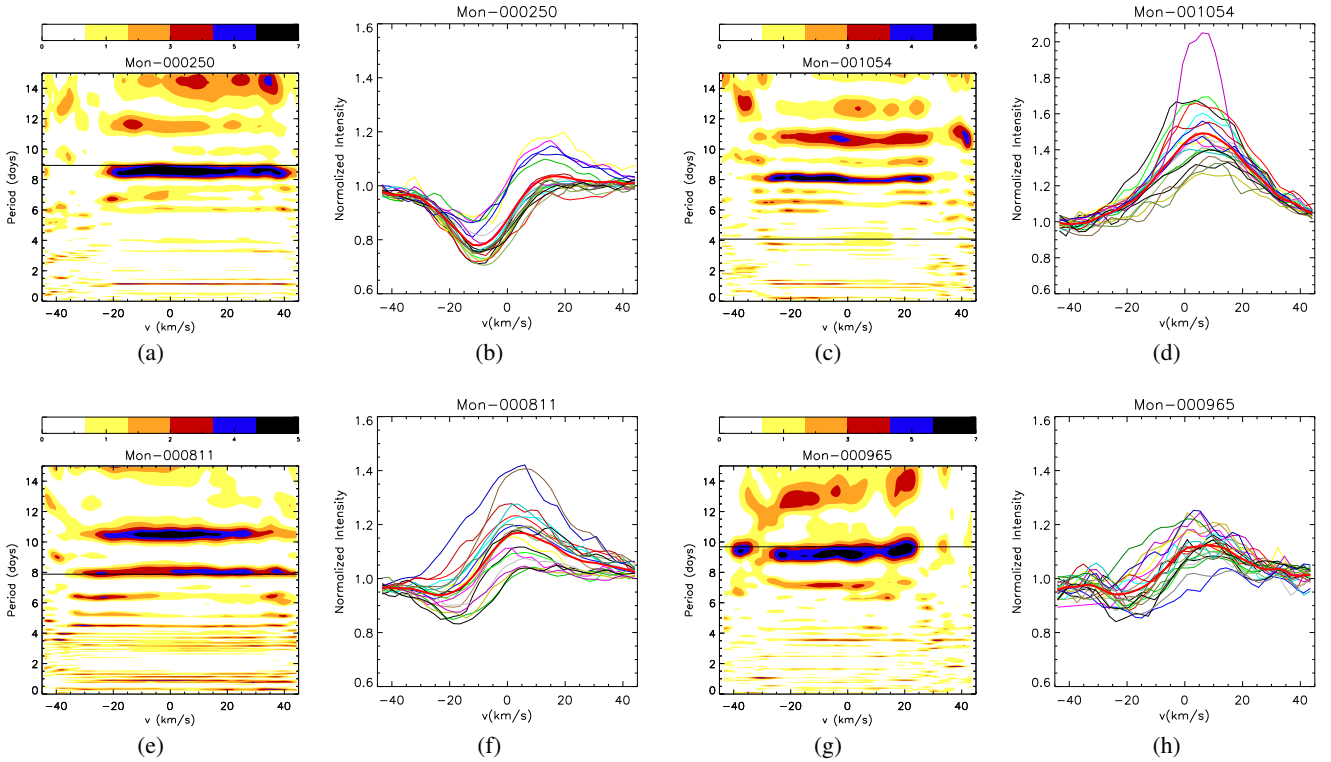 Mon-000250
0 1 3 4 5 7
Mon-000250
Period (days)
14
12
10
8
6
4
2
0
−40 −20 0 20 40
v (km/s)
(a)
Normalized Intensity
1.6
1.4
1.2
1.0
0.8
0.6
−40 −20 0 20 40
v(km/s)
(b)
Mon-001054
0 1 3 3 4 6
Mon-001054
Period (days)
14
12
10
8
6
4
2
0
−40 −20 0 20 40
v (km/s)
(c)
Normalized Intensity
2.0
1.8
1.6
1.4
1.2
1.0
0.8
0.6
−40 −20 0 20 40
v(km/s)
(d)
Mon-000811
0 1 2 2 4 5
Mon-000811
Period (days)
14
12
10
8
6
4
2
0
−40 −20 0 20 40
v (km/s)
(e)
Normalized Intensity
1.6
1.4
1.2
1.0
0.8
0.6
−40 −20 0 20 40
v(km/s)
(f)
Mon-000965
0 1 3 3 5 7
Mon-000965
Period (days)
14
12
10
8
6
4
2
0
−40 −20 0 20 40
v (km/s)
(g)
Normalized Intensity
1.6
1.4
1.2
1.0
0.8
0.6
−40 −20 0 20 40
v(km/s)
(h)